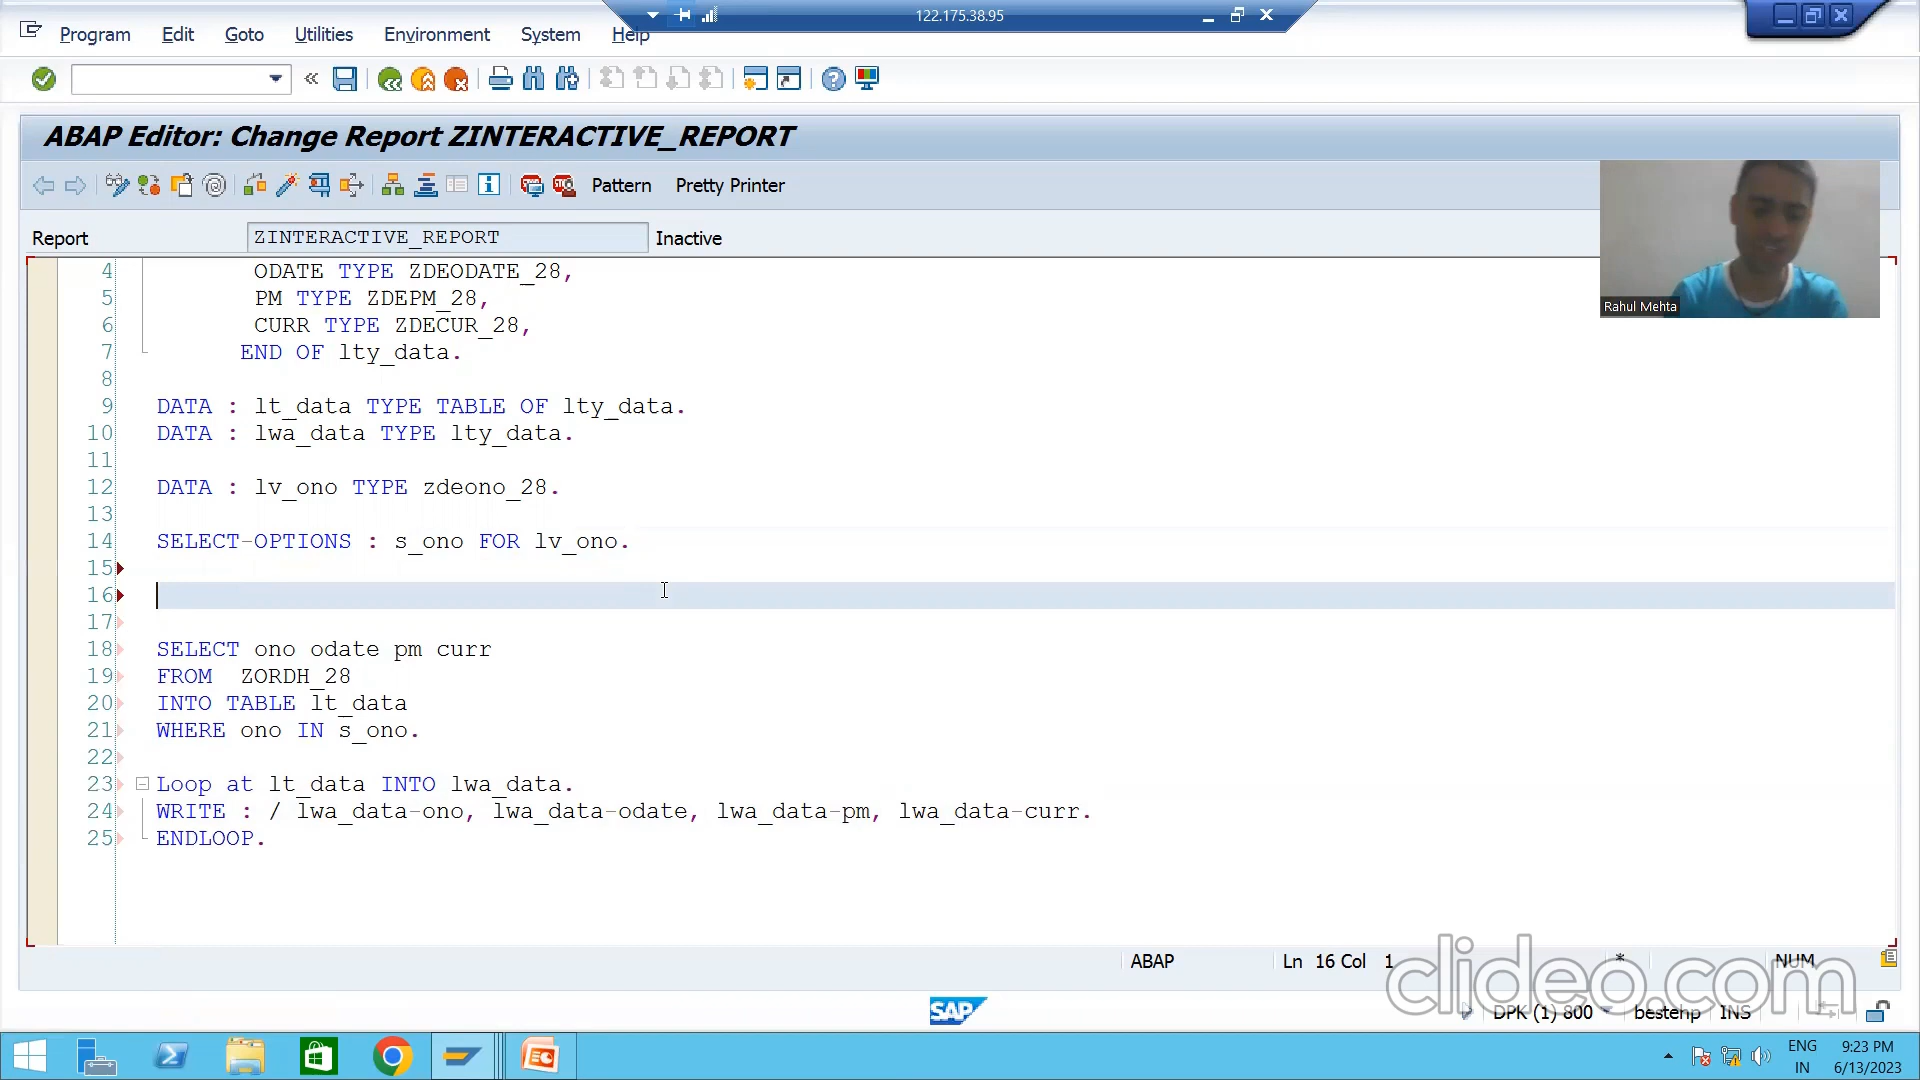 122.175.38.95
Program Edit Goto Utilities Environment System Help
ABAP Editor: Change Report ZINTERACTIVE_REPORT
Pattern Pretty Printer
Report ZINTERACTIVE_REPORT Inactive
Rahul Mehta
4 ODATE TYPE ZDEODATE_28,
5 PM TYPE ZDEPM_28,
6 CURR TYPE ZDECUR_28,
7 END OF lty_data.
8
9 DATA : lt_data TYPE TABLE OF lty_data.
10 DATA : lwa_data TYPE lty_data.
11
12 DATA : lv_ono TYPE zdeono_28.
13
14 SELECT-OPTIONS : s_ono FOR lv_ono.
15
16
17
18 SELECT ono odate pm curr
19 FROM ZORDH_28
20 INTO TABLE lt_data
21 WHERE ono IN s_ono.
22
23 Loop at lt_data INTO lwa_data.
24 WRITE : / lwa_data-ono, lwa_data-odate, lwa_data-pm, lwa_data-curr.
25 ENDLOOP.
ABAP Ln 16 Col 1 * NUM
clideo.com
SAP DPK (1) 800 bestehp INS
ENG 9:23 PM
IN 6/13/2023